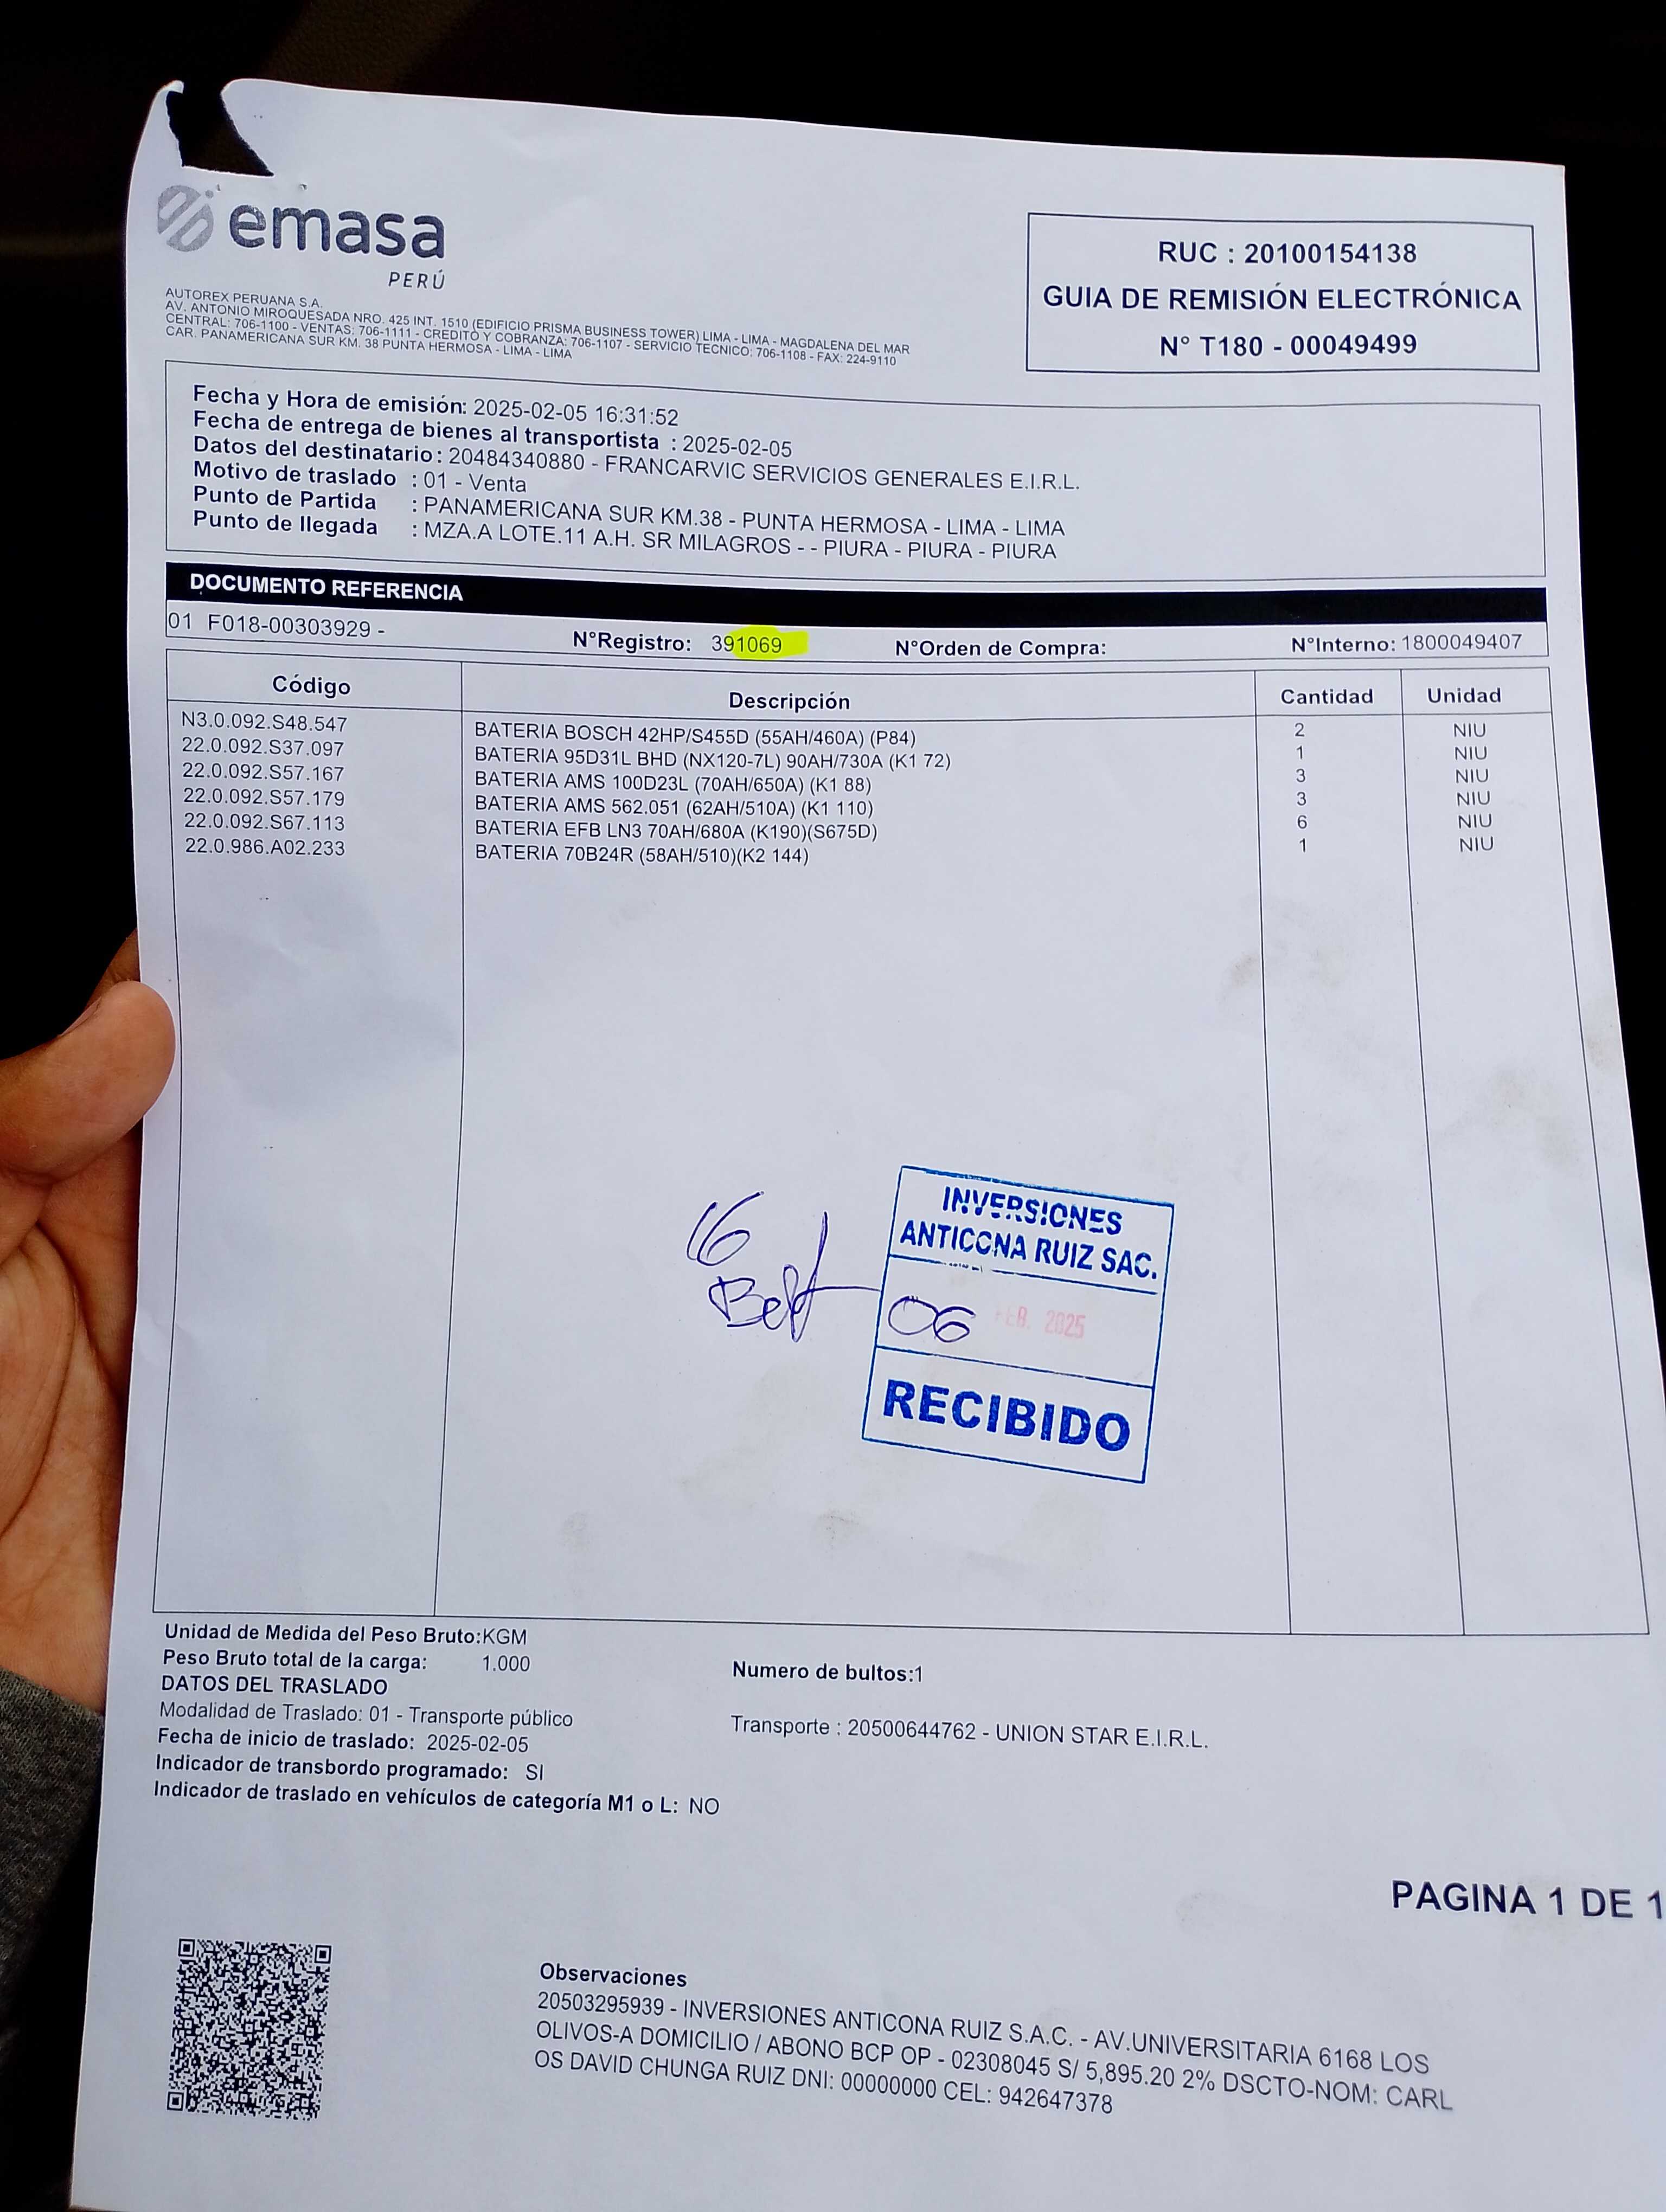 emasa
PERÚ
AUTOREX PERUANA S.A.
AV. ANTONIO MIROQUESADA NRO. 425 INT. 1510 (EDIFICIO PRISMA BUSINESS TOWER) LIMA - LIMA - MAGDALENA DEL MAR
CENTRAL: 706-1100 - VENTAS: 706-1111 - CREDITO Y COBRANZA: 706-1107 - SERVICIO TECNICO: 706-1108 - FAX: 224-9110
CAR. PANAMERICANA SUR KM. 38 PUNTA HERMOSA - LIMA - LIMA
RUC : 20100154138
GUIA DE REMISIÓN ELECTRÓNICA
N° T180 - 00049499
Fecha y Hora de emisión: 2025-02-05 16:31:52
Fecha de entrega de bienes al transportista : 2025-02-05
Datos del destinatario: 20484340880 - FRANCARVIC SERVICIOS GENERALES E.I.R.L.
Motivo de traslado : 01 - Venta
Punto de Partida : PANAMERICANA SUR KM.38 - PUNTA HERMOSA - LIMA - LIMA
Punto de llegada : MZA.A LOTE.11 A.H. SR MILAGROS - - PIURA - PIURA - PIURA
DOCUMENTO REFERENCIA
01 F018-00303929 - N°Registro: 391069 N°Orden de Compra: N°Interno: 1800049407
Código Descripción Cantidad Unidad
N3.0.092.S48.547 BATERIA BOSCH 42HP/S455D (55AH/460A) (P84) 2 NIU
22.0.092.S37.097 BATERIA 95D31L BHD (NX120-7L) 90AH/730A (K1 72) 1 NIU
22.0.092.S57.167 BATERIA AMS 100D23L (70AH/650A) (K1 88) 3 NIU
22.0.092.S57.179 BATERIA AMS 562.051 (62AH/510A) (K1 110) 3 NIU
22.0.092.S67.113 BATERIA EFB LN3 70AH/680A (K190)(S675D) 6 NIU
22.0.986.A02.233 BATERIA 70B24R (58AH/510)(K2 144) 1 NIU
16
INVERSIONES
ANTICONA RUIZ SAC.
06 FEB. 2025
RECIBIDO
Unidad de Medida del Peso Bruto:KGM
Peso Bruto total de la carga: 1.000 Numero de bultos:1
DATOS DEL TRASLADO
Modalidad de Traslado: 01 - Transporte público Transporte : 20500644762 - UNION STAR E.I.R.L.
Fecha de inicio de traslado: 2025-02-05
Indicador de transbordo programado: SI
Indicador de traslado en vehículos de categoría M1 o L: NO
PAGINA 1 DE 1
Observaciones
20503295939 - INVERSIONES ANTICONA RUIZ S.A.C. - AV.UNIVERSITARIA 6168 LOS
OLIVOS-A DOMICILIO / ABONO BCP OP - 02308045 S/ 5,895.20 2% DSCTO-NOM: CARL
OS DAVID CHUNGA RUIZ DNI: 00000000 CEL: 942647378